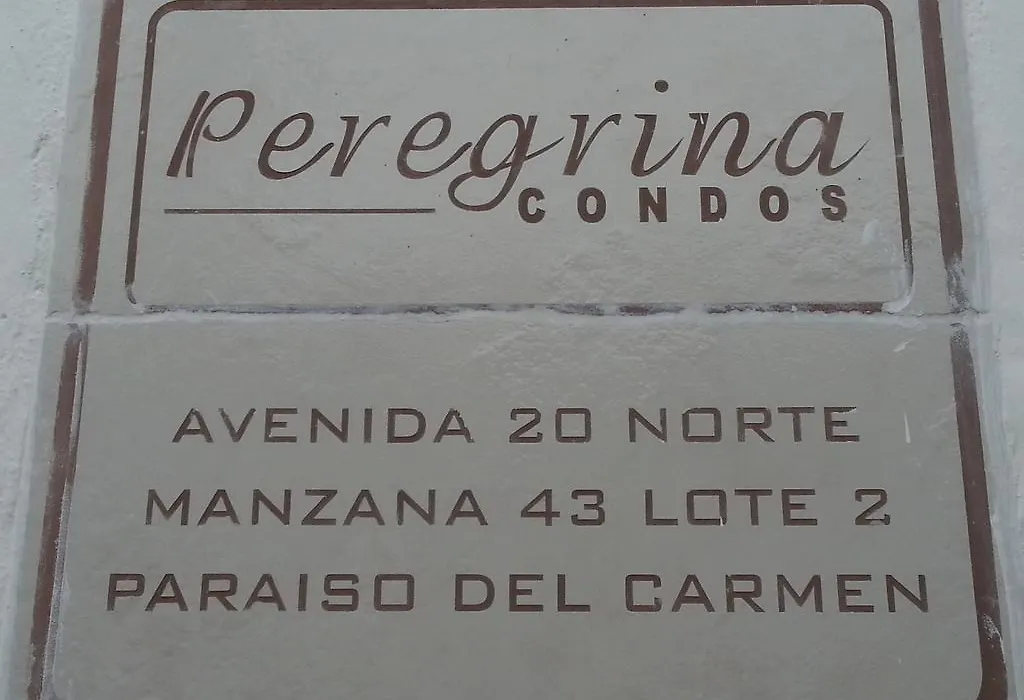 Peregrina
CONDOS
AVENIDA 20 NORTE
MANZANA 43 LOTE 2
PARAISO DEL CARMEN